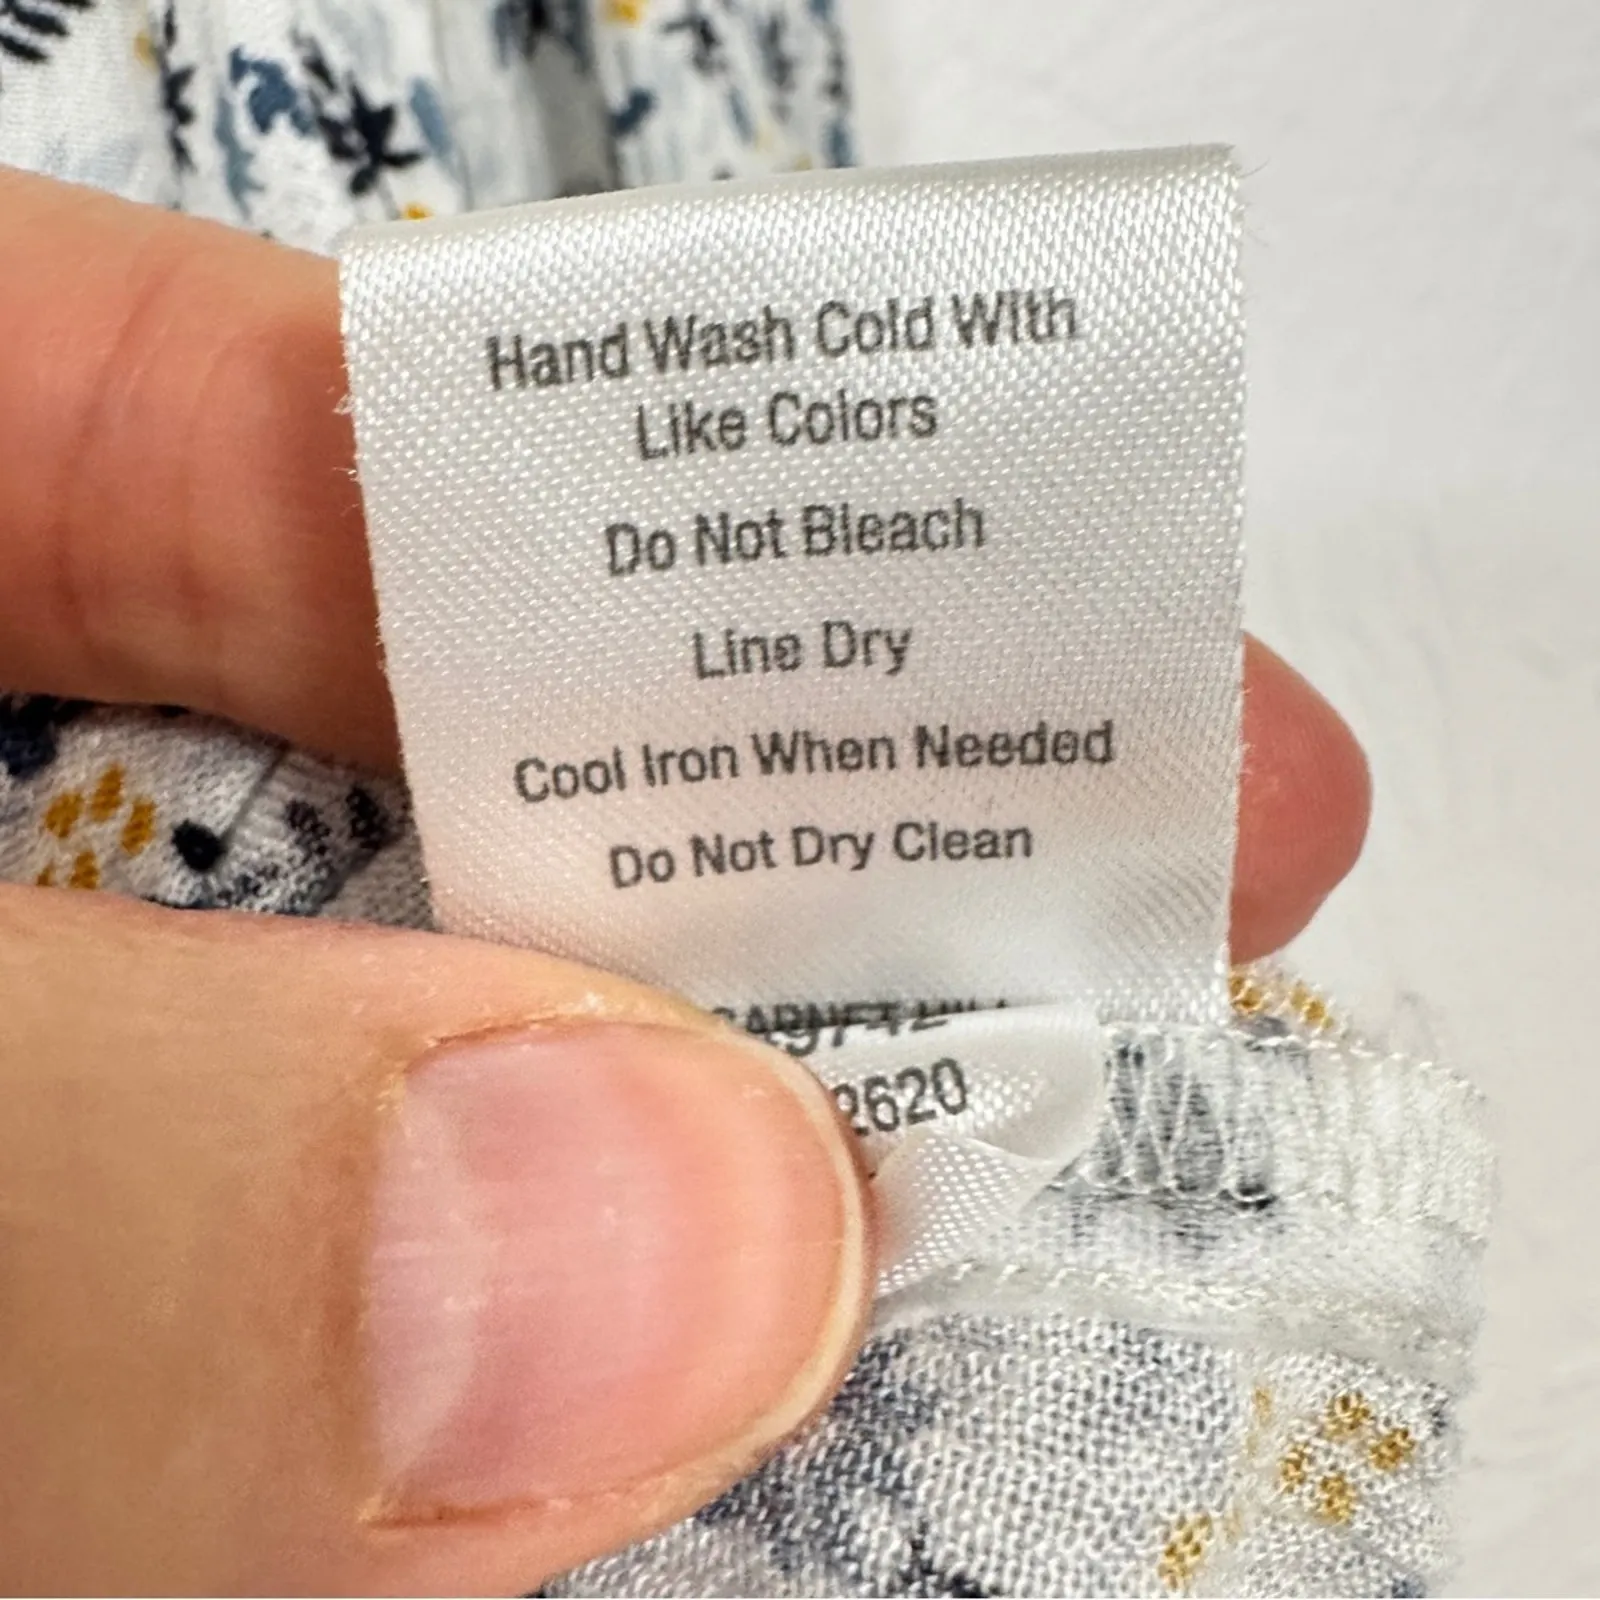 Hand Wash Cold With
Like Colors
Do Not Bleach
Line Dry
Cool Iron When Needed
Do Not Dry Clean
2620